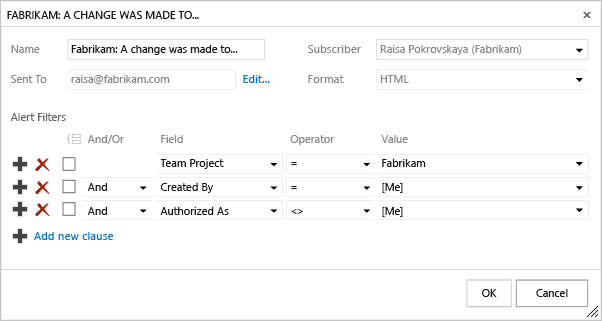 FABRIKAM: A CHANGE WAS MADE TO...
Name Fabrikam: A change was made to... Subscriber Raisa Pokrovskaya (Fabrikam)
Sent To raisa@fabrikam.com Edit... Format HTML
Alert Filters
And/Or Field Operator Value
Team Project = Fabrikam
And Created By = [Me]
And Authorized As <> [Me]
Add new clause
OK Cancel